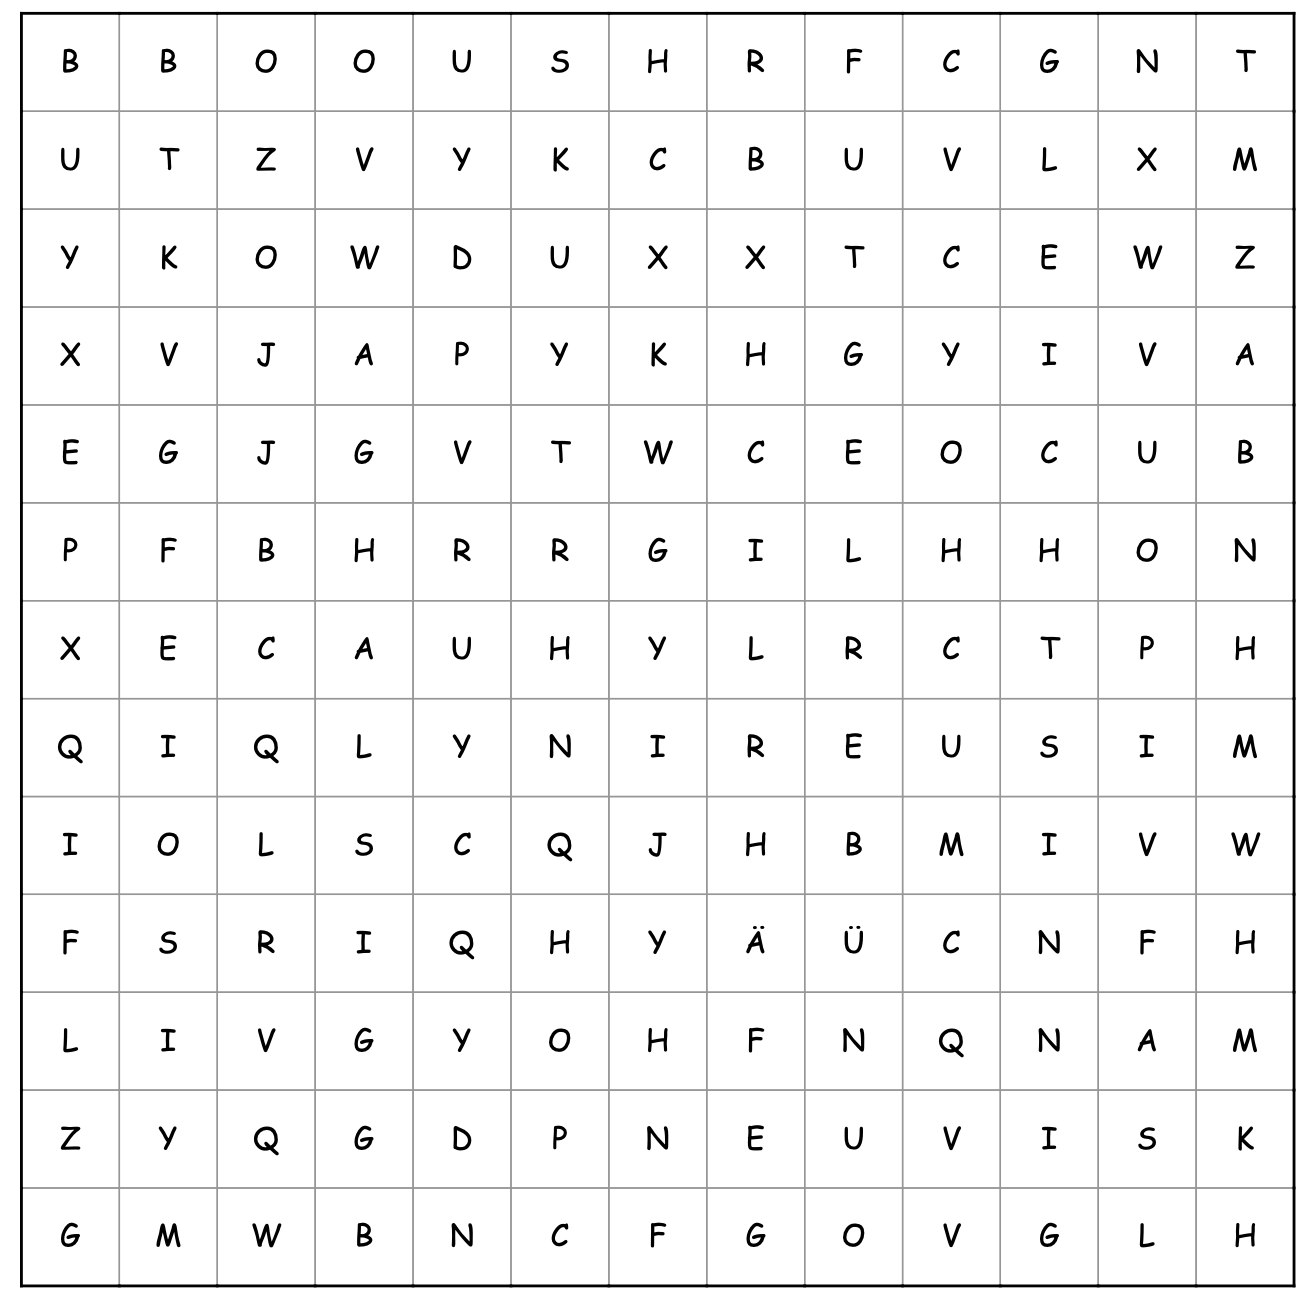 B B O O U S H R F C G N T
U T Z V Y K C B U V L X M
Y K O W D U X X T C E W Z
X V J A P Y K H G Y I V A
E G J G V T W C E O C U B
P F B H R R G I L H H O N
X E C A U H Y L R C T P H
Q I Q L Y N I R E U S I M
I O L S C Q J H B M I V W
F S R I Q H Y Ä Ü C N F H
L I V G Y O H F N Q N A M
Z Y Q G D P N E U V I S K
G M W B N C F G O V G L H